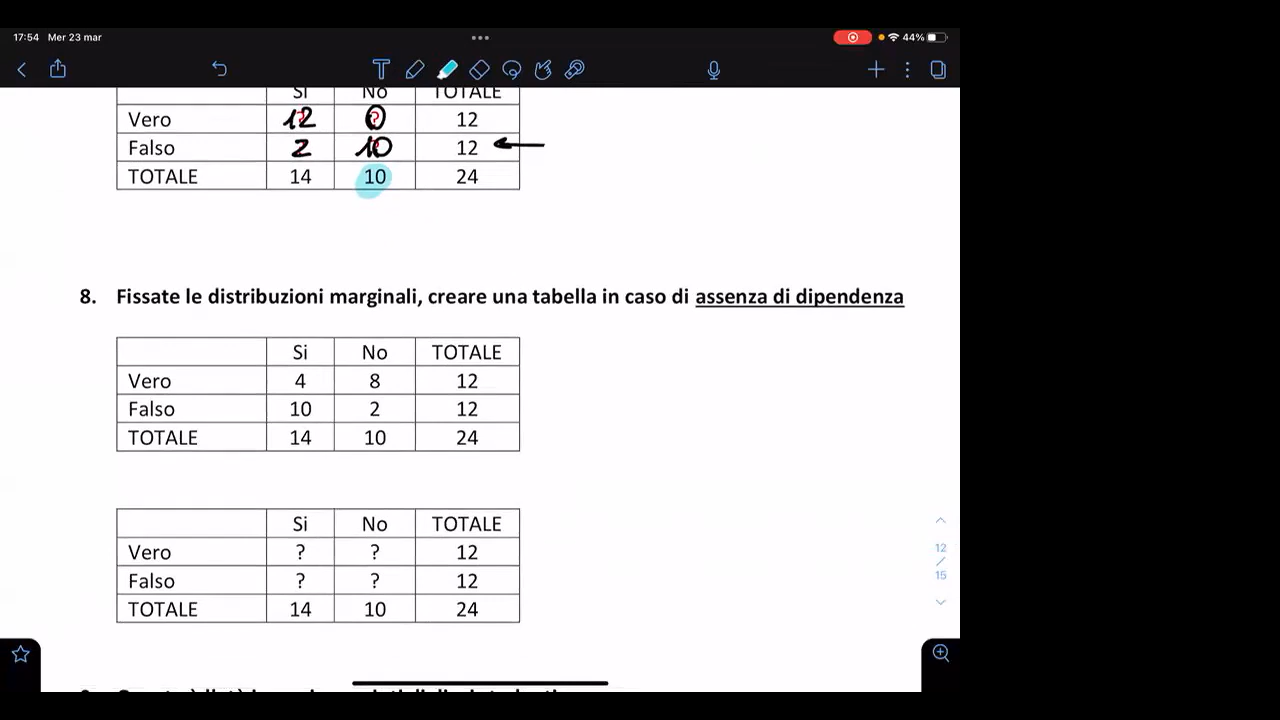 17:54 Mer 23 mar 44%
Si No TOTALE
Vero 12 0 12
Falso 2 10 12
TOTALE 14 10 24
8. Fissate le distribuzioni marginali, creare una tabella in caso di assenza di dipendenza
Si No TOTALE
Vero 4 8 12
Falso 10 2 12
TOTALE 14 10 24
Si No TOTALE
Vero ? ? 12
Falso ? ? 12
TOTALE 14 10 24
12
/
15